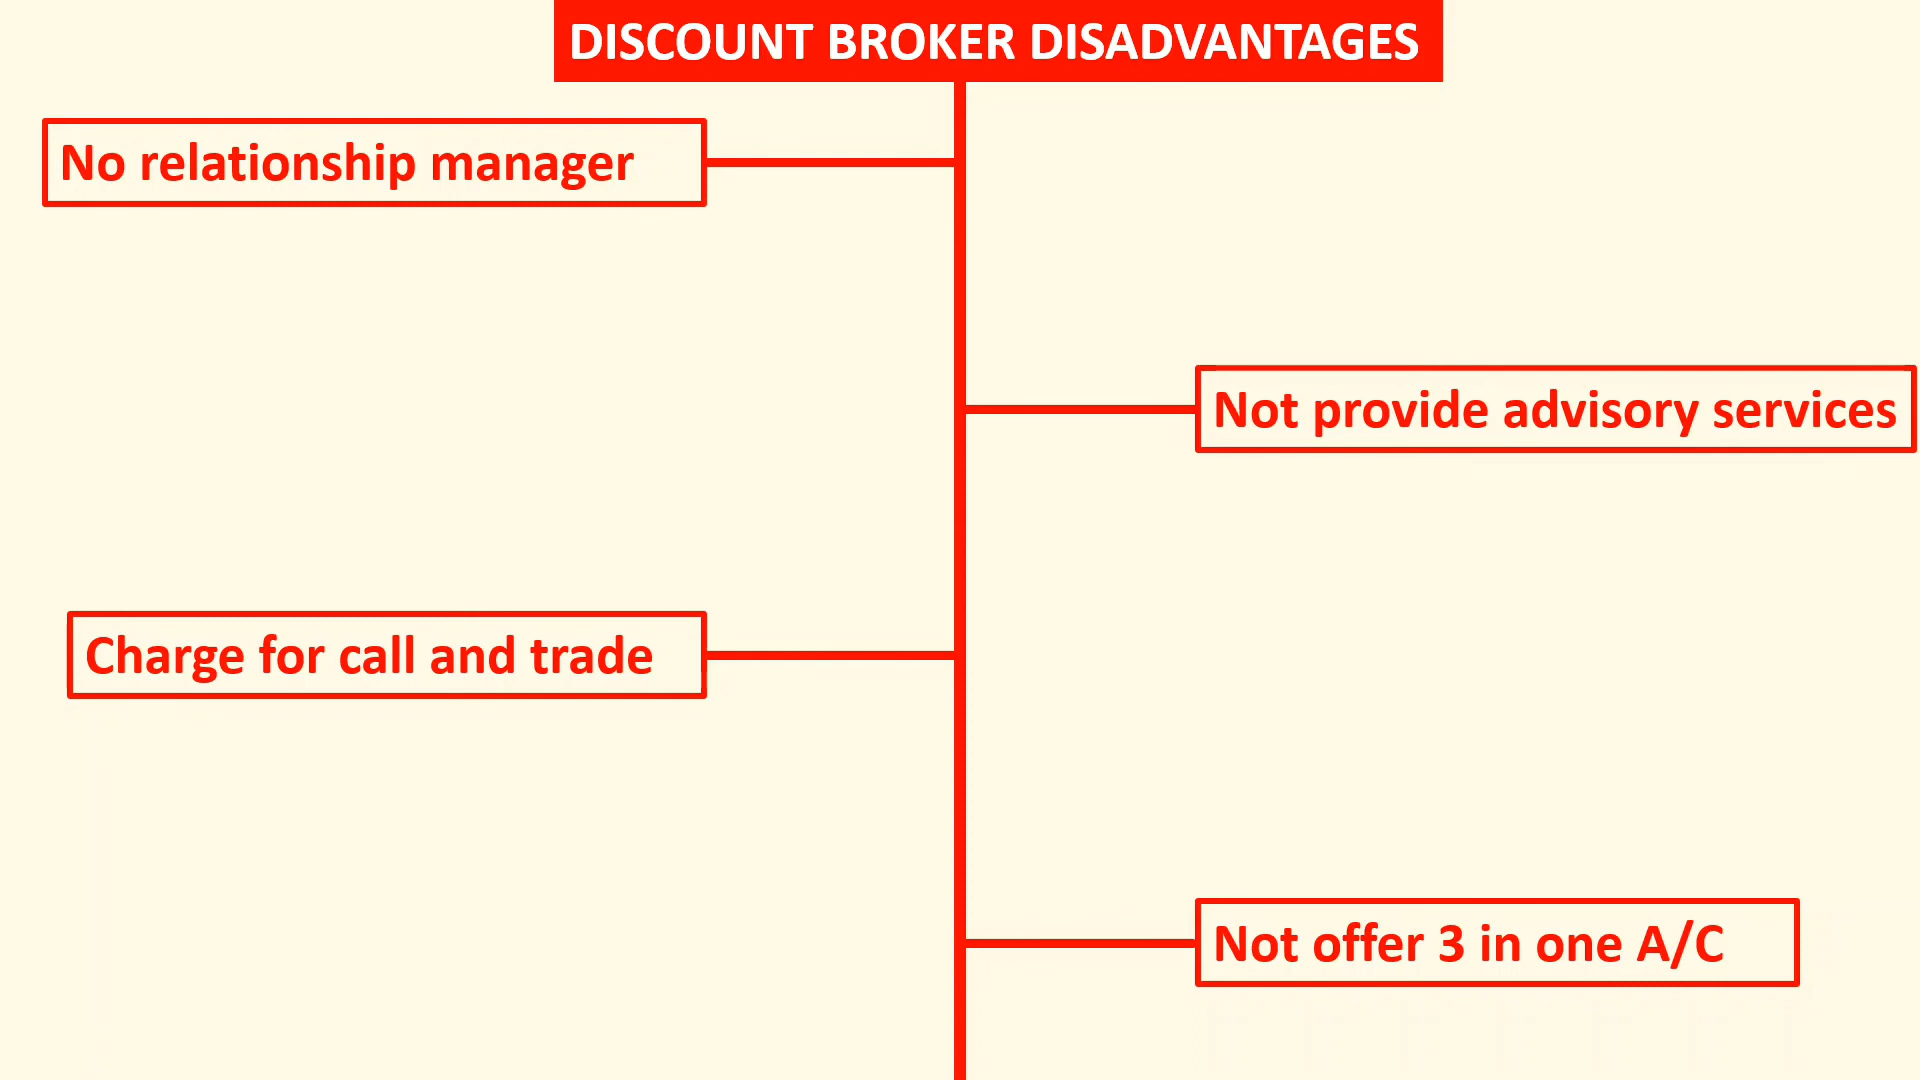 DISCOUNT BROKER DISADVANTAGES
No relationship manager
Not provide advisory services
Charge for call and trade
Not offer 3 in one A/C